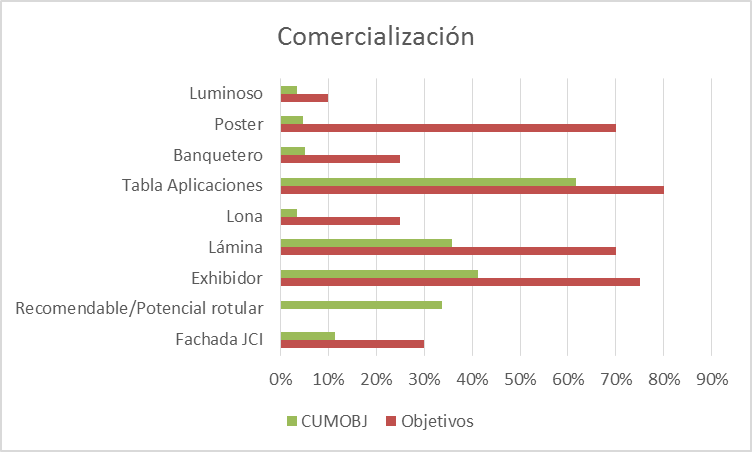 Comercialización
Luminoso
Poster
Banquetero
Tabla Aplicaciones
Lona
Lámina
Exhibidor
Recomendable/Potencial rotular
Fachada JCI
0% 10% 20% 30% 40% 50% 60% 70% 80% 90%
CUMOBJ Objetivos